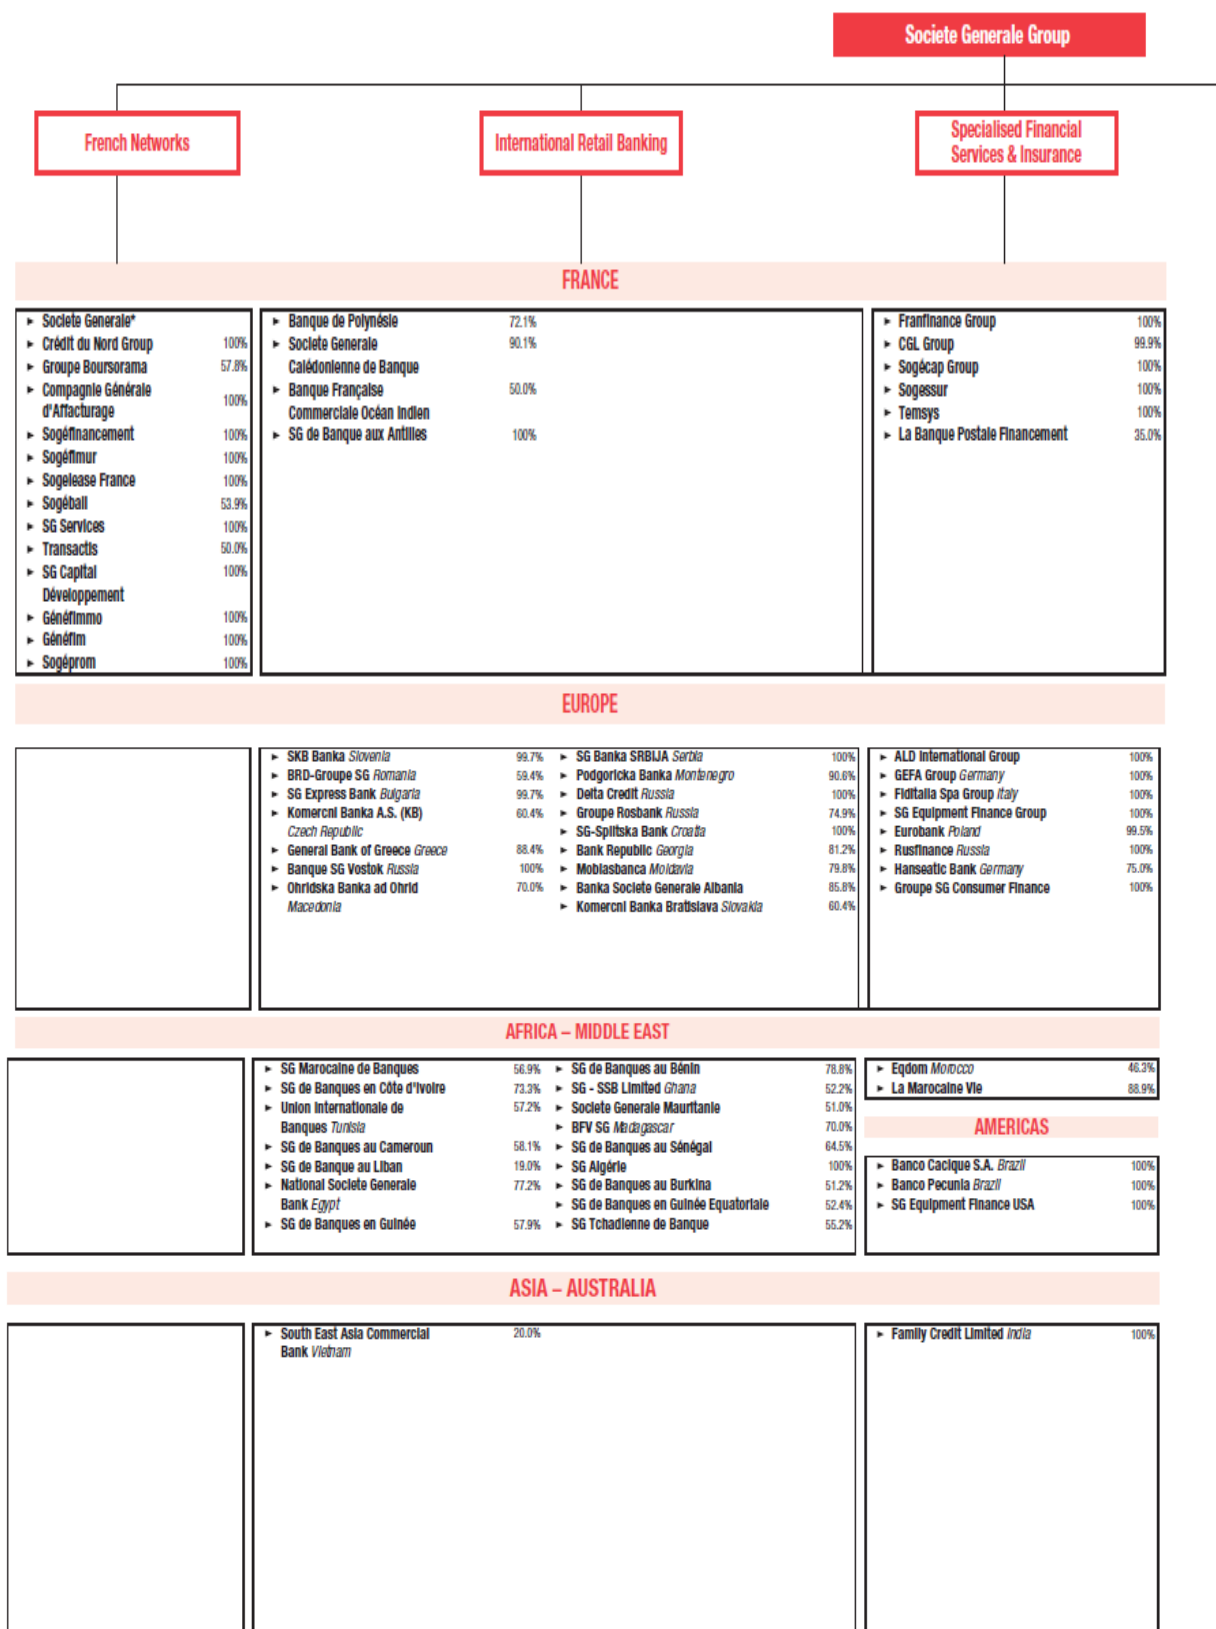 Societe Generale Group
French Networks
International Retail Banking
Specialised Financial
Services & Insurance
FRANCE
► Societe Generale*
► Crédit du Nord Group 100%
► Groupe Boursorama 57.8%
► Compagnie Générale
d'Affacturage 100%
► Sogéfinancement 100%
► Sogéfimur 100%
► Sogelease France 100%
► Sogébail 53.9%
► SG Services 100%
► Transactis 50.0%
► SG Capital 100%
Développement
► Généfimmo 100%
► Généfim 100%
► Sogéprom 100%
► Banque de Polynésie 72.1%
► Societe Generale 90.1%
Calédonienne de Banque
► Banque Française 50.0%
Commerciale Océan Indien
► SG de Banque aux Antilles 100%
► Franfinance Group 100%
► CGL Group 99.9%
► Sogécap Group 100%
► Sogessur 100%
► Temsys 100%
► La Banque Postale Financement 35.0%
EUROPE
► SKB Banka Slovenia 99.7%
► BRD-Groupe SG Romania 59.4%
► SG Express Bank Bulgaria 99.7%
► Komercni Banka A.S. (KB) 60.4%
Czech Republic
► General Bank of Greece Greece 88.4%
► Banque SG Vostok Russia 100%
► Ohridska Banka ad Ohrid 70.0%
Macedonia
► SG Banka SRBIJA Serbia 100%
► Podgoricka Banka Montenegro 90.6%
► Delta Credit Russia 100%
► Groupe Rosbank Russia 74.9%
► SG-Splitska Bank Croatia 100%
► Bank Republic Georgia 81.2%
► Mobiasbanca Moldavia 79.8%
► Banka Societe Generale Albania 85.8%
► Komercni Banka Bratislava Slovakia 60.4%
► ALD International Group 100%
► GEFA Group Germany 100%
► Fiditalia Spa Group Italy 100%
► SG Equipment Finance Group 100%
► Eurobank Poland 99.5%
► Rusfinance Russia 100%
► Hanseatic Bank Germany 75.0%
► Groupe SG Consumer Finance 100%
AFRICA – MIDDLE EAST
► SG Marocaine de Banques 56.9%
► SG de Banques en Côte d'Ivoire 73.3%
► Union Internationale de 57.2%
Banques Tunisia
► SG de Banques au Cameroun 58.1%
► SG de Banque au Liban 19.0%
► National Societe Generale 77.2%
Bank Egypt
► SG de Banques en Guinée 57.9%
► SG de Banques au Bénin 78.8%
► SG - SSB Limited Ghana 52.2%
► Societe Generale Mauritanie 51.0%
► BFV SG Madagascar 70.0%
► SG de Banques au Sénégal 64.5%
► SG Algérie 100%
► SG de Banques au Burkina 51.2%
► SG de Banques en Guinée Equatoriale 52.4%
► SG Tchadienne de Banque 55.2%
► Eqdom Morocco 46.3%
► La Marocaine Vie 88.9%
AMERICAS
► Banco Cacique S.A. Brazil 100%
► Banco Pecunia Brazil 100%
► SG Equipment Finance USA 100%
ASIA – AUSTRALIA
► South East Asia Commercial 20.0%
Bank Vietnam
► Family Credit Limited India 100%